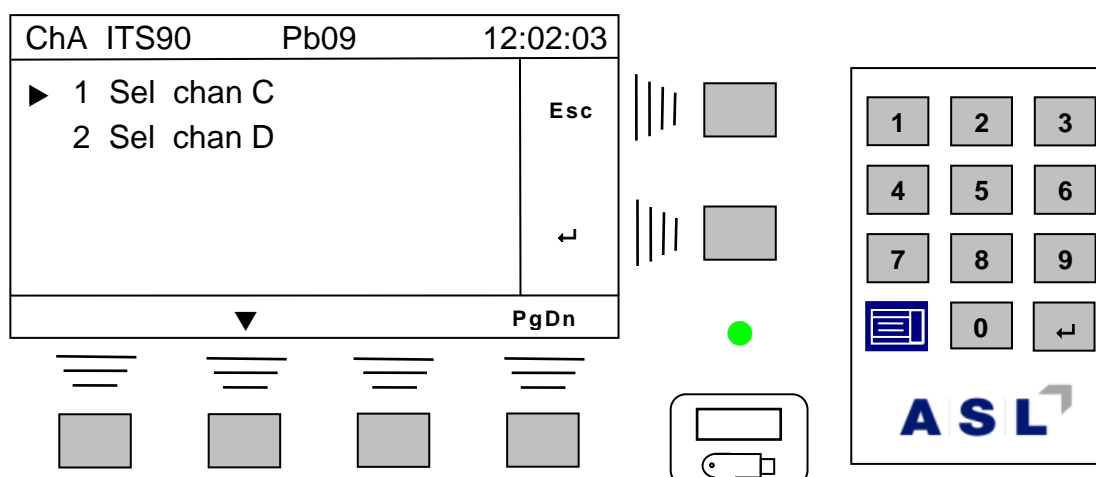 ChA ITS90 Pb09 12:02:03
▶ 1 Sel chan C
2 Sel chan D
Esc
↵
▼ PgDn
1 2 3
4 5 6
7 8 9
0 ↵
ASL